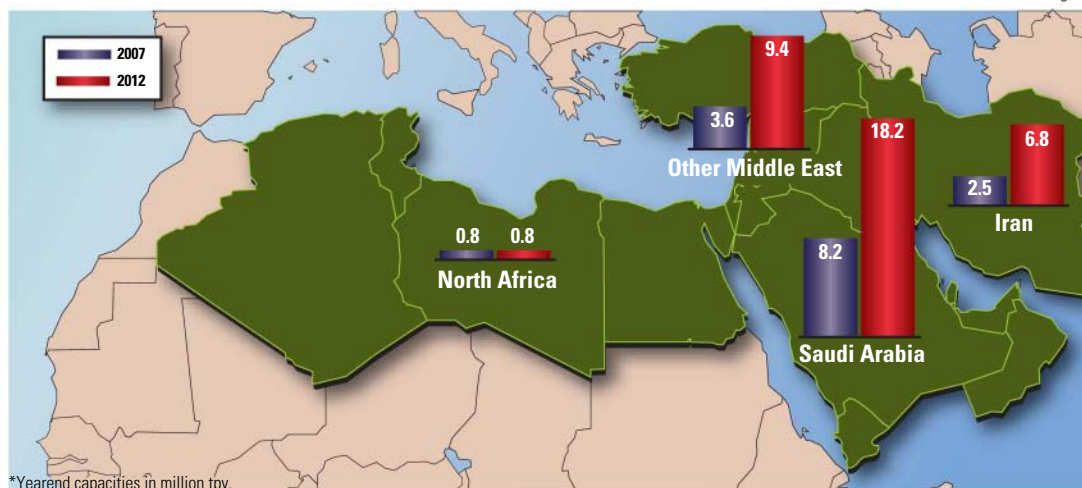 2007
2012
3.6
9.4
Other Middle East
8.2
18.2
Saudi Arabia
2.5
6.8
Iran
0.8
0.8
North Africa
*Yearend capacities in million tpy.